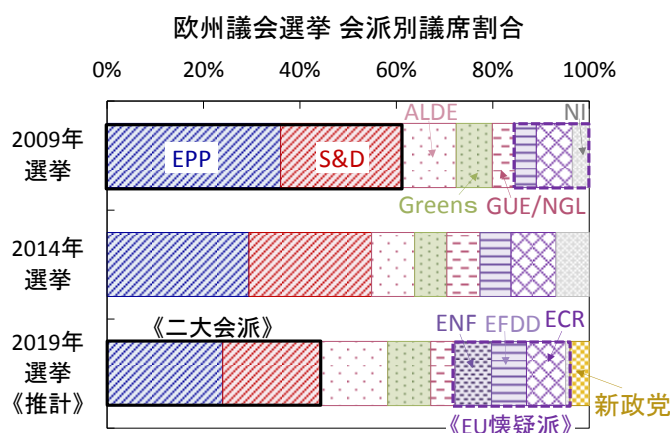 欧州議会選挙 会派別議席割合
0% 20% 40% 60% 80% 100%
ALDE NI
2009年
選挙
EPP S&D
Greens GUE/NGL
2014年
選挙
《二大会派》 ENF EFDD ECR
2019年
選挙
《推計》
新政党
《EU懐疑派》